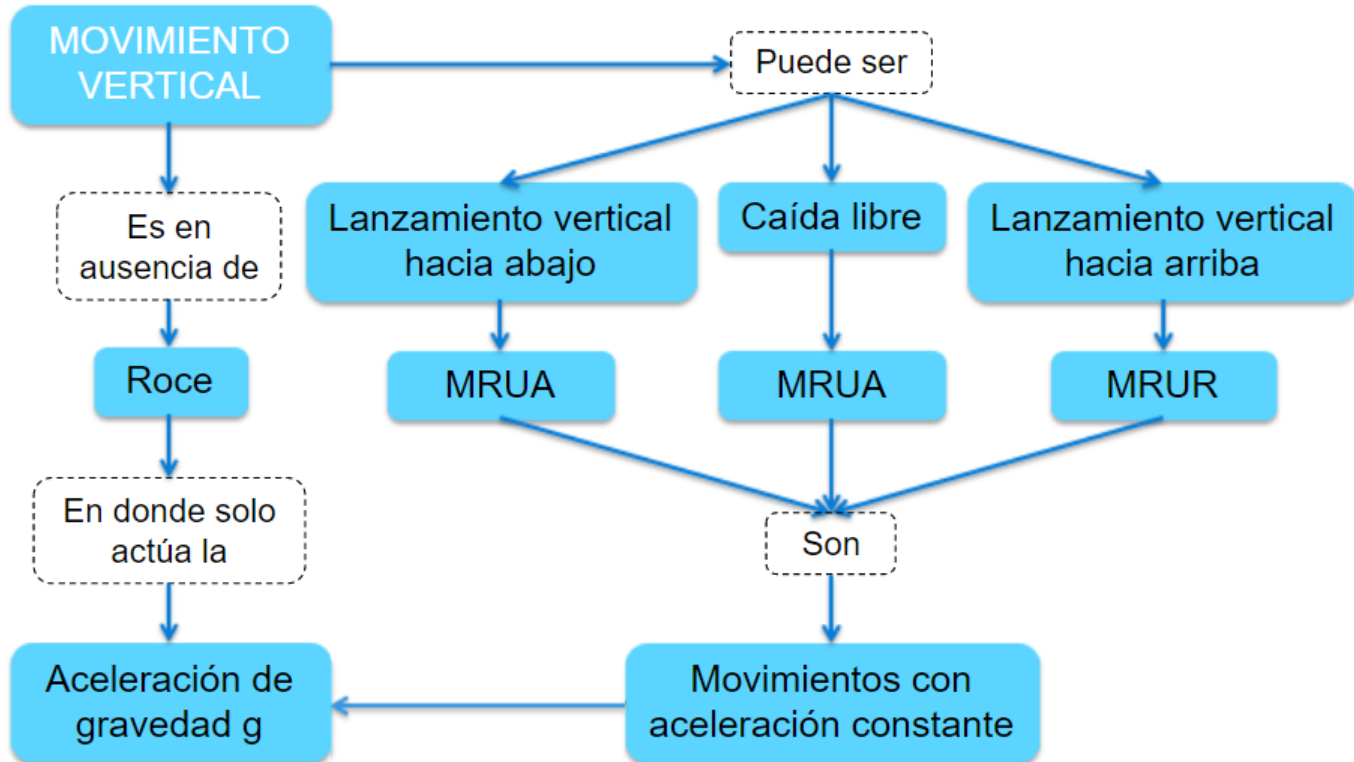 MOVIMIENTO
VERTICAL
Puede ser
Es en
ausencia de
Lanzamiento vertical
hacia abajo
Caída libre
Lanzamiento vertical
hacia arriba
Roce
MRUA
MRUA
MRUR
En donde solo
actúa la
Son
Aceleración de
gravedad g
Movimientos con
aceleración constante